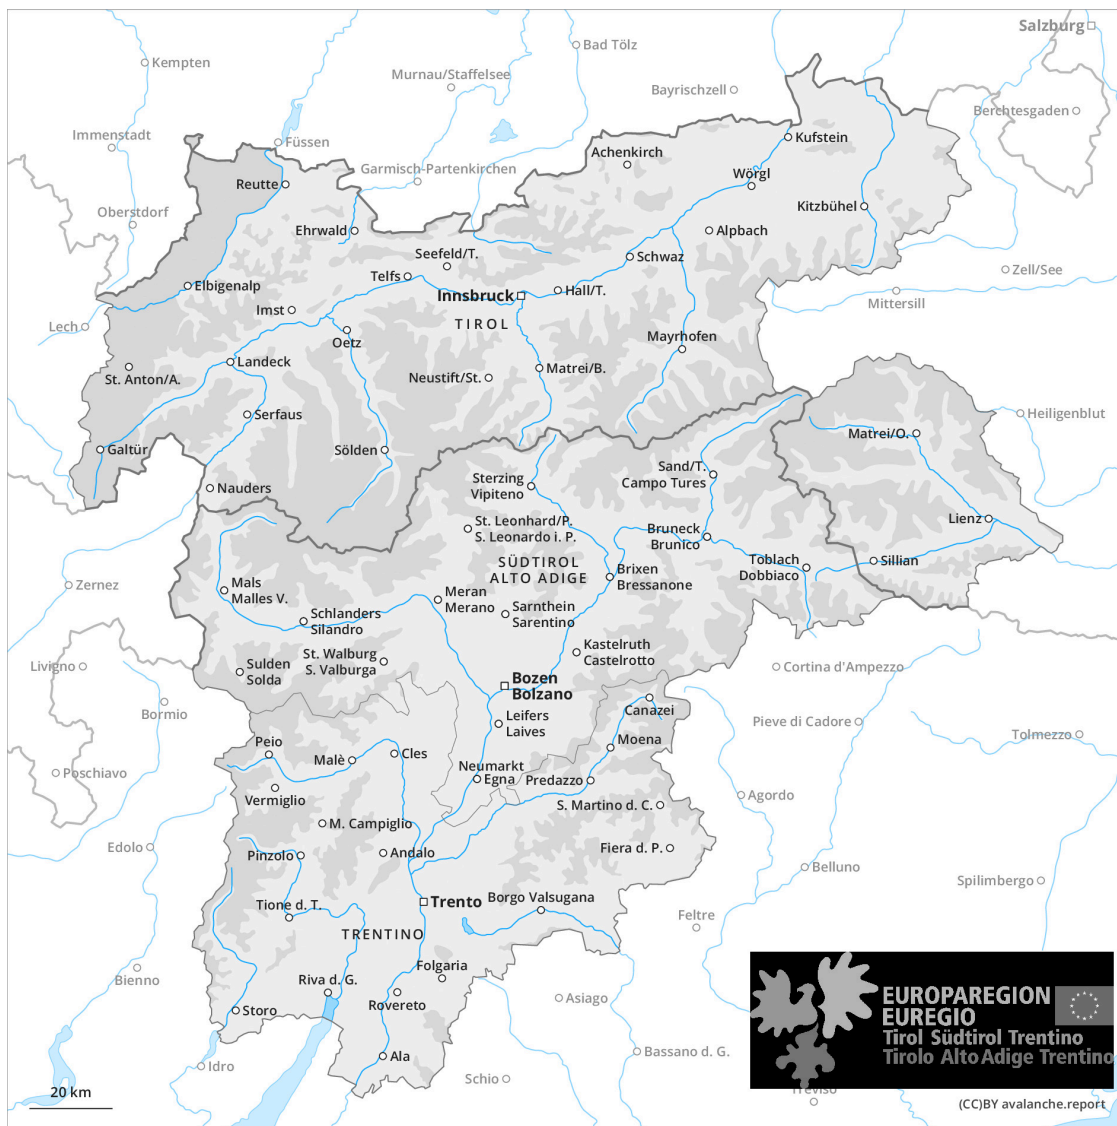 Salzburg
Bad Tölz
Kempten
Murnau/Staffelsee
Bayrischzell
Berchtesgaden
Immenstadt
Füssen
Kufstein
Achenkirch
Garmisch-Partenkirchen
Wörgl
Reutte
Kitzbühel
Oberstdorf
Ehrwald
Alpbach
Seefeld/T.
Schwaz
Zell/See
Telfs
Elbigenalp
Innsbruck
Hall/T.
Mittersill
Imst
TIROL
Lech
Oetz
Mayrhofen
Landeck
Matrei/B.
St. Anton/A.
Neustift/St.
Serfaus
Heiligenblut
Matrei/O.
Galtür
Sölden
Sand/T.
Campo Tures
Sterzing
Vipiteno
Nauders
Lienz
St. Leonhard/P.
S. Leonardo i. P.
Bruneck
Brunico
SÜDTIROL
ALTO ADIGE
Toblach
Dobbiaco
Sillian
Brixen
Bressanone
Zernez
Mals
Malles V.
Meran
Merano
Schlanders
Silandro
Sarnthein
Sarentino
Kastelruth
Castelrotto
St. Walburg
S. Valburga
Livigno
Sulden
Solda
Cortina d'Ampezzo
Bozen
Bolzano
Bormio
Canazei
Leifers
Laives
Pieve di Cadore
Tolmezzo
Peio
Moena
Malè
Cles
Poschiavo
Neumarkt
Egna
Predazzo
Vermiglio
Agordo
S. Martino d. C.
M. Campiglio
Edolo
Pinzolo
Andalo
Fiera d. P.
Belluno
Spilimbergo
Tione d. T.
Trento
Borgo Valsugana
Feltre
TRENTINO
Bienno
Folgaria
Riva d. G.
Storo
Rovereto
Asiago
EUROPAREGION
EUREGIO
Tirol Südtirol Trentino
Tirolo Alto Adige Trentino
Ala
Idro
Bassano d. G.
Schio
Treviso
20 km
(CC)BY avalanche.report